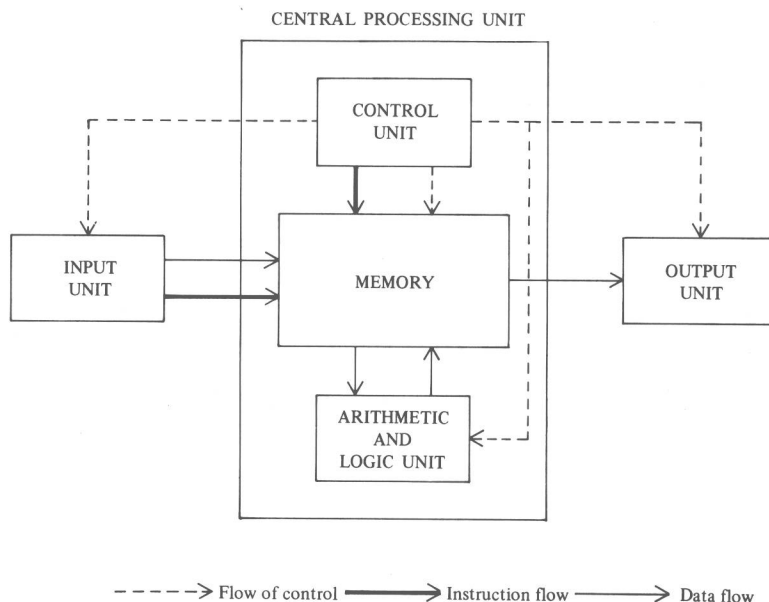 CENTRAL PROCESSING UNIT
CONTROL
UNIT
INPUT
UNIT
MEMORY
OUTPUT
UNIT
ARITHMETIC
AND
LOGIC UNIT
Flow of control
Instruction flow
Data flow